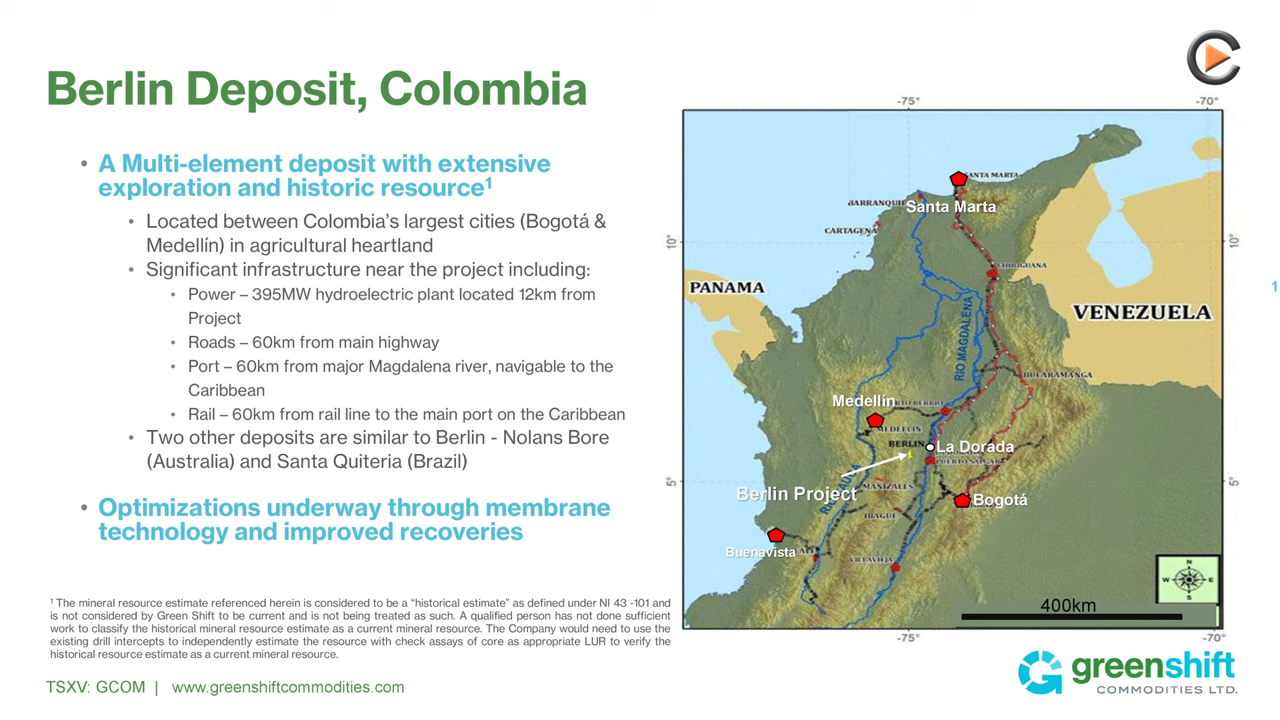 Berlin Deposit, Colombia
• A Multi-element deposit with extensive
exploration and historic resource1
• Located between Colombia's largest cities (Bogotá &
Medellín) in agricultural heartland
• Significant infrastructure near the project including:
• Power – 395MW hydroelectric plant located 12km from
Project
• Roads – 60km from main highway
• Port – 60km from major Magdalena river, navigable to the
Caribbean
• Rail – 60km from rail line to the main port on the Caribbean
• Two other deposits are similar to Berlin - Nolans Bore
(Australia) and Santa Quiteria (Brazil)
• Optimizations underway through membrane
technology and improved recoveries
1 The mineral resource estimate referenced herein is considered to be a “historical estimate” as defined under NI 43 -101 and
is not considered by Green Shift to be current and is not being treated as such. A qualified person has not done sufficient
work to classify the historical mineral resource estimate as a current mineral resource. The Company would need to use the
existing drill intercepts to independently estimate the resource with check assays of core as appropriate LUR to verify the
historical resource estimate as a current mineral resource.
TSXV: GCOM | www.greenshiftcommodities.com
-75°
-70°
SANTA MARTA
Santa Marta
CARTAGENA
10°
10°
CHIRIGUANA
PANAMA
VENEZUELA
1
RIO MAGDALENA
BUCARAMANGA
Medellín
MEDELLIN
BERLIN
La Dorada
PUERTO SALGAR
5°
5°
MANIZALES
Berlin Project
Bogotá
IBAGUE
Buenavista
VILLAVIEJA
N
W
E
S
400km
-75°
-70°
greenshift
COMMODITIES LTD.